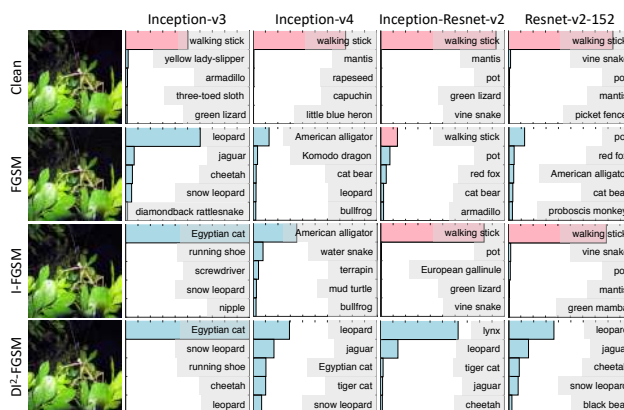 Inception-v3 Inception-v4 Inception-Resnet-v2 Resnet-v2-152
Clean
walking stick
yellow lady-slipper
armadillo
three-toed sloth
green lizard
walking stick
mantis
rapeseed
capuchin
little blue heron
walking stick
mantis
pot
green lizard
vine snake
walking stick
vine snake
pot
mantis
picket fence
FGSM
leopard
jaguar
cheetah
snow leopard
diamondback rattlesnake
American alligator
Komodo dragon
cat bear
leopard
bullfrog
walking stick
pot
red fox
cat bear
armadillo
pot
red fox
American alligator
cat bear
proboscis monkey
I-FGSM
Egyptian cat
running shoe
screwdriver
snow leopard
nipple
American alligator
water snake
terrapin
mud turtle
bullfrog
walking stick
pot
European gallinule
green lizard
vine snake
walking stick
vine snake
pot
mantis
green mamba
DI²-FGSM
Egyptian cat
snow leopard
running shoe
cheetah
leopard
leopard
jaguar
Egyptian cat
tiger cat
snow leopard
lynx
leopard
tiger cat
jaguar
cheetah
leopard
jaguar
cheetah
snow leopard
black bear